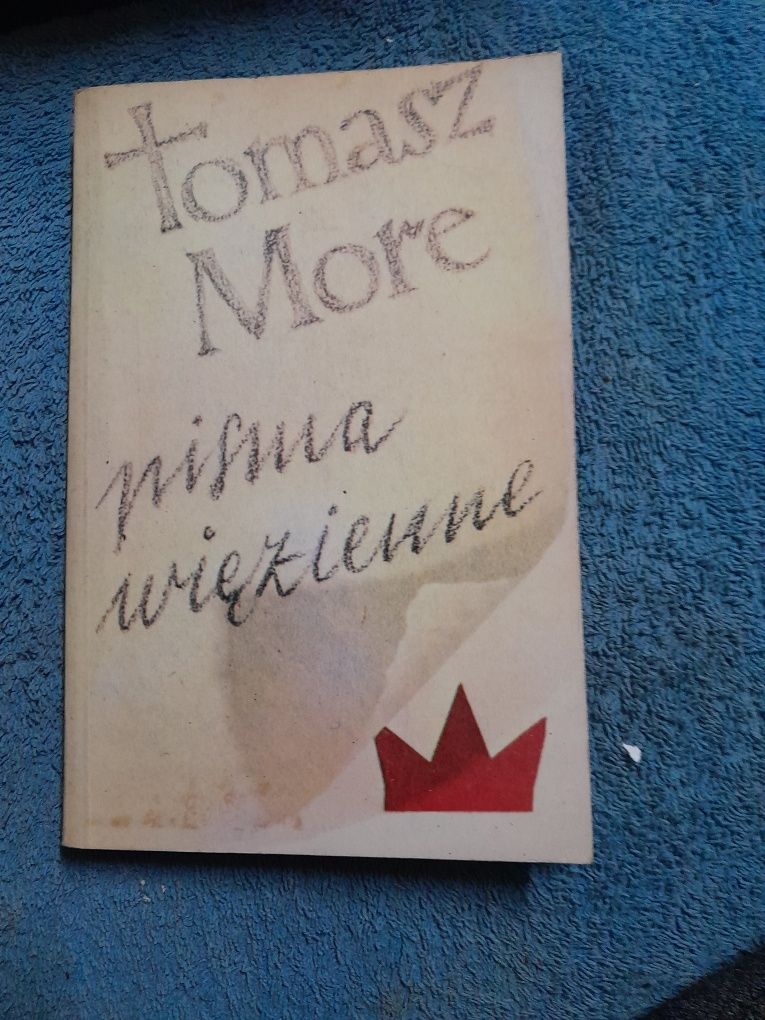 tomasz
More
pisma
więzienne